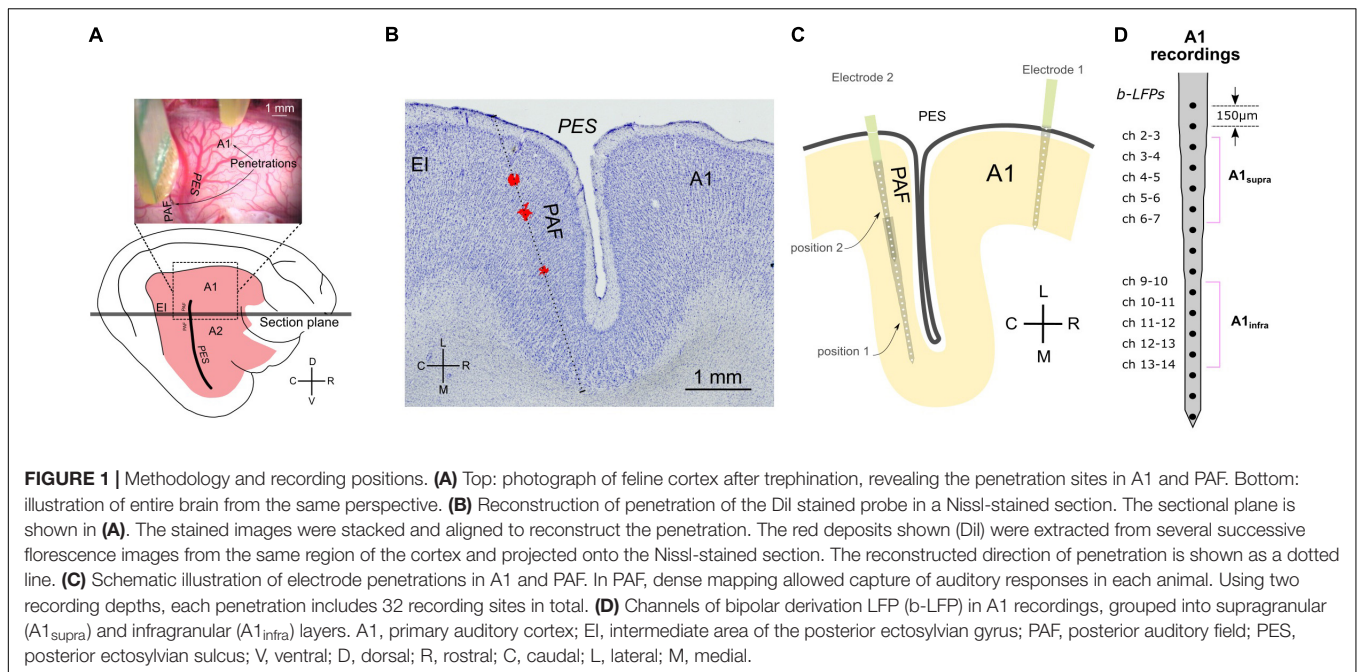 A
1 mm
A1
Penetrations
PES
PAF
A1
EI
PAF
PAF
A2
Section plane
PES
D
C R
V
B
PES
EI
A1
PAF
L
C R
M
1 mm
C
Electrode 2
Electrode 1
PES
PAF
A1
position 2
position 1
L
C R
M
D
A1
recordings
b-LFPs
150µm
ch 2-3
ch 3-4
ch 4-5
ch 5-6
ch 6-7
A1supra
ch 9-10
ch 10-11
ch 11-12
ch 12-13
ch 13-14
A1infra
FIGURE 1 | Methodology and recording positions. (A) Top: photograph of feline cortex after trephination, revealing the penetration sites in A1 and PAF. Bottom:
illustration of entire brain from the same perspective. (B) Reconstruction of penetration of the DiI stained probe in a Nissl-stained section. The sectional plane is
shown in (A). The stained images were stacked and aligned to reconstruct the penetration. The red deposits shown (DiI) were extracted from several successive
florescence images from the same region of the cortex and projected onto the Nissl-stained section. The reconstructed direction of penetration is shown as a dotted
line. (C) Schematic illustration of electrode penetrations in A1 and PAF. In PAF, dense mapping allowed capture of auditory responses in each animal. Using two
recording depths, each penetration includes 32 recording sites in total. (D) Channels of bipolar derivation LFP (b-LFP) in A1 recordings, grouped into supragranular
(A1supra) and infragranular (A1infra) layers. A1, primary auditory cortex; EI, intermediate area of the posterior ectosylvian gyrus; PAF, posterior auditory field; PES,
posterior ectosylvian sulcus; V, ventral; D, dorsal; R, rostral; C, caudal; L, lateral; M, medial.